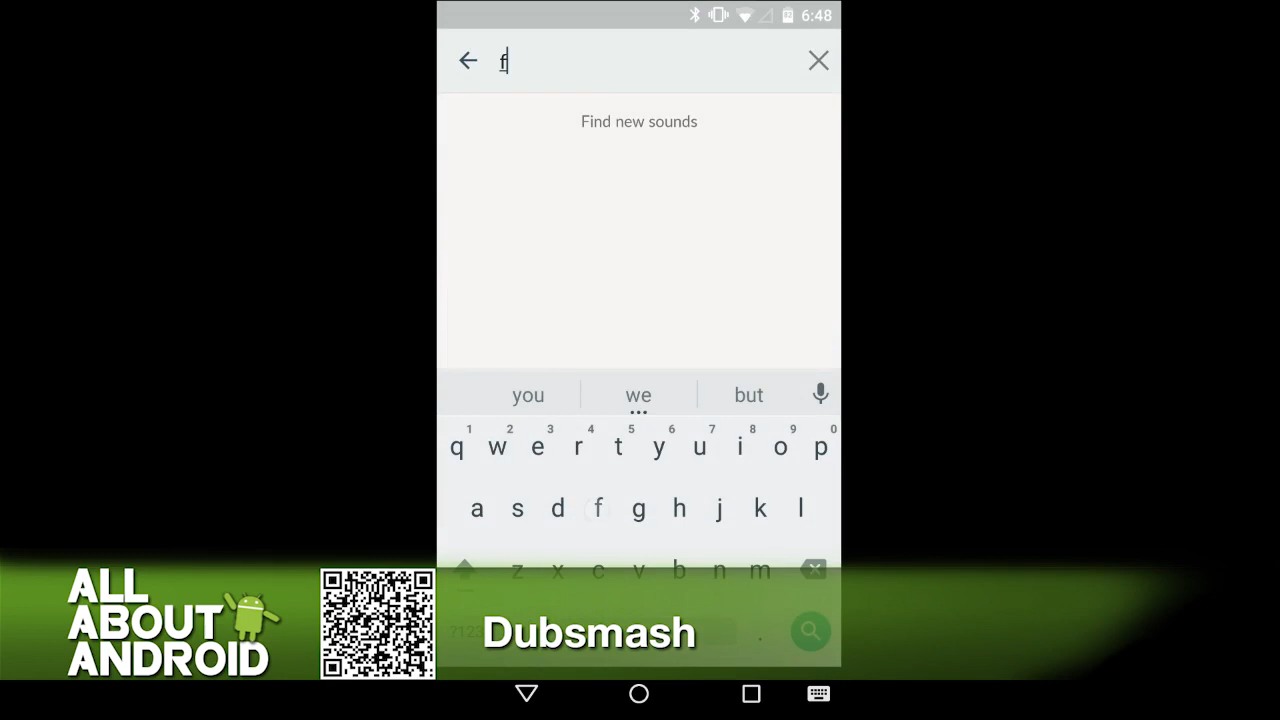 6:48
f
Find new sounds
you we but
1 2 3 4 5 6 7 8 9 0
q w e r t y u i o p
a s d f g h j k l
z x c v b n m
?123 .
ALL
ABOUT
ANDROID
Dubsmash